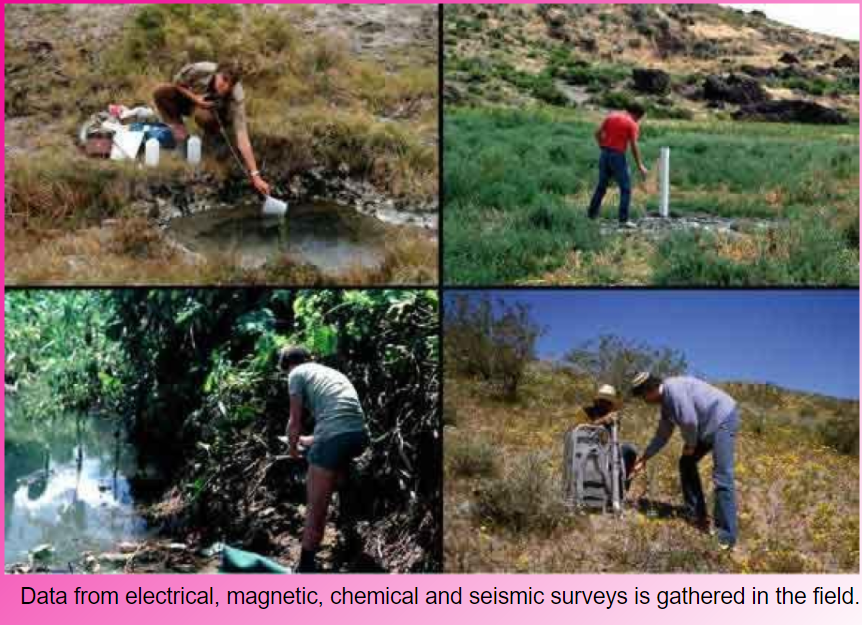 Data from electrical, magnetic, chemical and seismic surveys is gathered in the field.